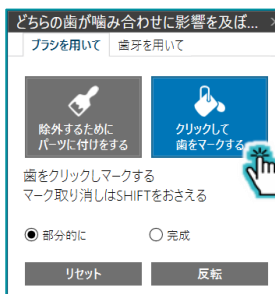 どちらの歯が噛み合わせに影響を及ぼ...
ブラシを用いて 歯牙を用いて
除外するために
パーツに付けをする
クリックして
歯をマークする
歯をクリックしマークする
マーク取り消しはSHIFTをおさえる
部分的に 完成
リセット 反転